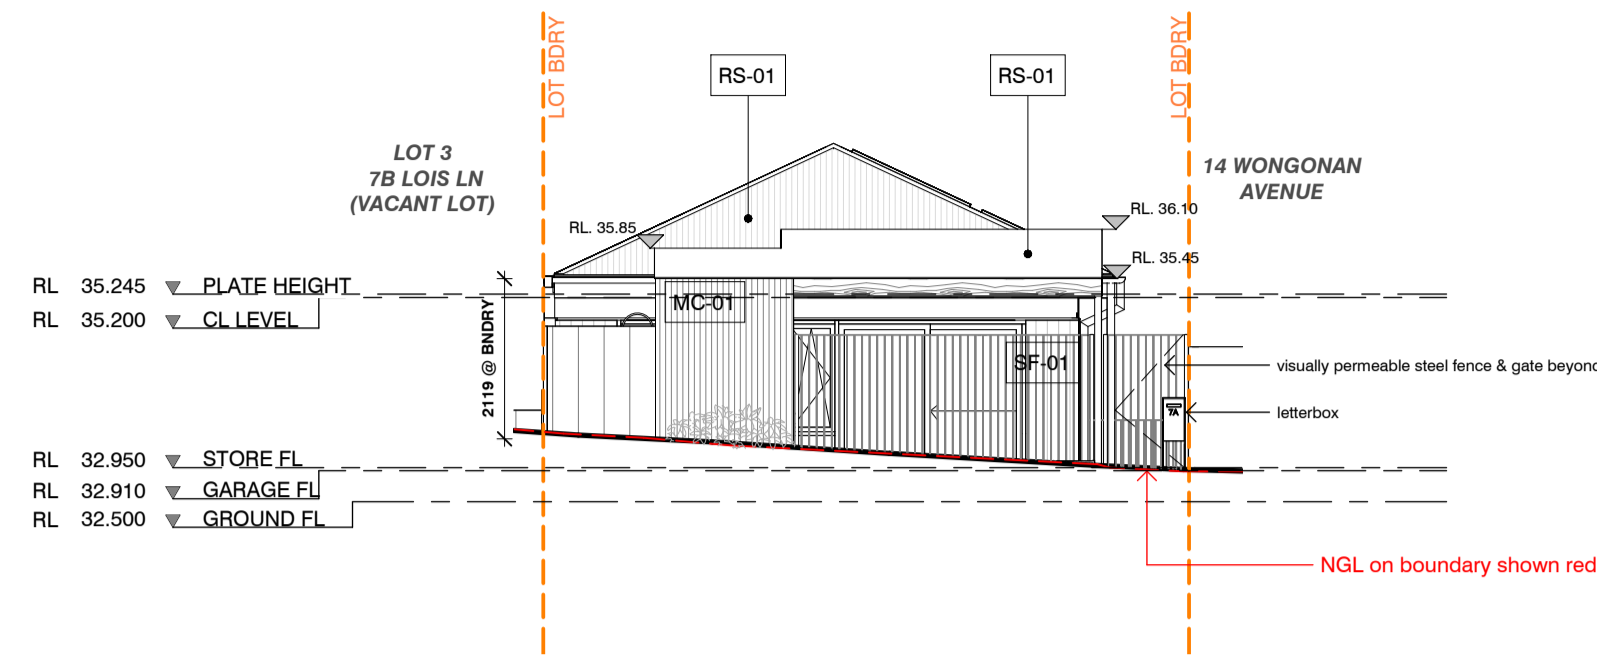 LOT BDRY
LOT BDRY
RS-01
RS-01
LOT 3
7B LOIS LN
(VACANT LOT)
14 WONGONAN
AVENUE
RL. 36.10
RL. 35.85
RL. 35.45
RL 35.245 PLATE HEIGHT
RL 35.200 CL LEVEL
MC-01
2119 @ BNDRY
SF-01
visually permeable steel fence & gate beyond
7A
letterbox
RL 32.950 STORE FL
RL 32.910 GARAGE FL
RL 32.500 GROUND FL
NGL on boundary shown red